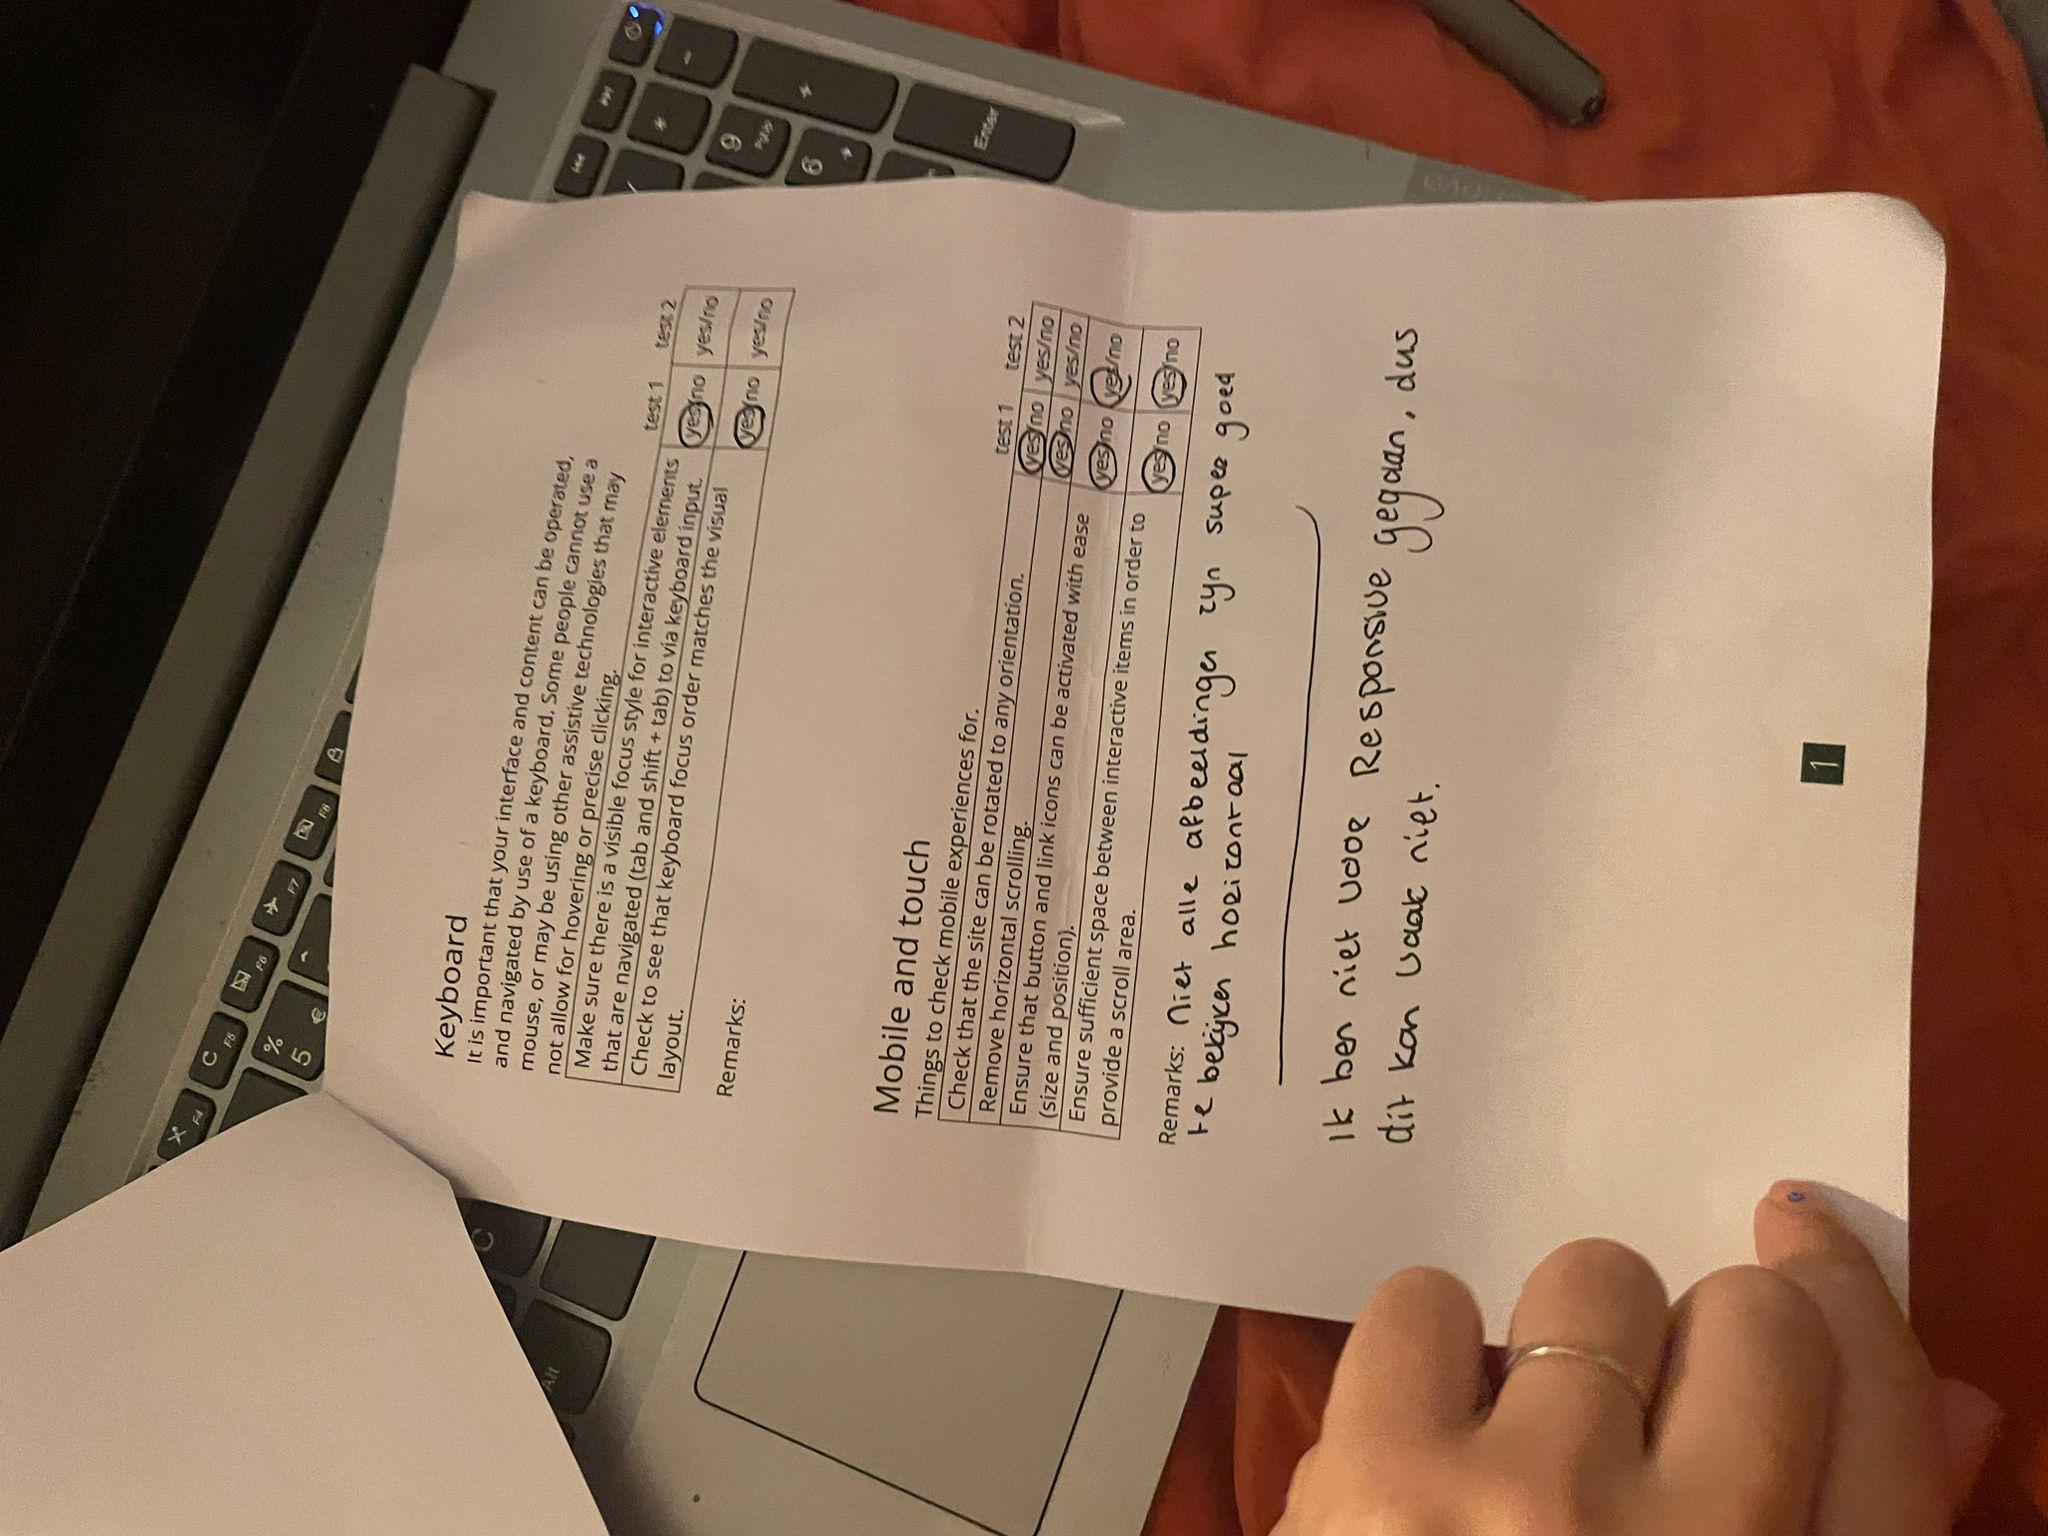 Keyboard
It is important that your interface and content can be operated,
and navigated by use of a keyboard. Some people cannot use a
mouse, or may be using other assistive technologies that may
not allow for hovering or precise clicking.
test 1 test 2
Make sure there is a visible focus style for interactive elements
that are navigated (tab and shift + tab) to via keyboard input.
yes/no yes/no
Check to see that keyboard focus order matches the visual
layout.
yes/no yes/no
Remarks:
Mobile and touch
Things to check mobile experiences for.
test 1 test 2
Check that the site can be rotated to any orientation. yes/no yes/no
Remove horizontal scrolling. yes/no yes/no
Ensure that button and link icons can be activated with ease
(size and position).
yes/no yes/no
Ensure sufficient space between interactive items in order to
provide a scroll area.
yes/no yes/no
Remarks: Niet alle afbeeldingen zyn super goed
te bekijken horizontaal
Ik ben niet voor Responsive gegaan, dus
dit kan vaak niet.
1
Enter
Alt
F4
F5
F6
F7
F8
X
C
%
5
€
9
PgUp
6
+
-
*
C